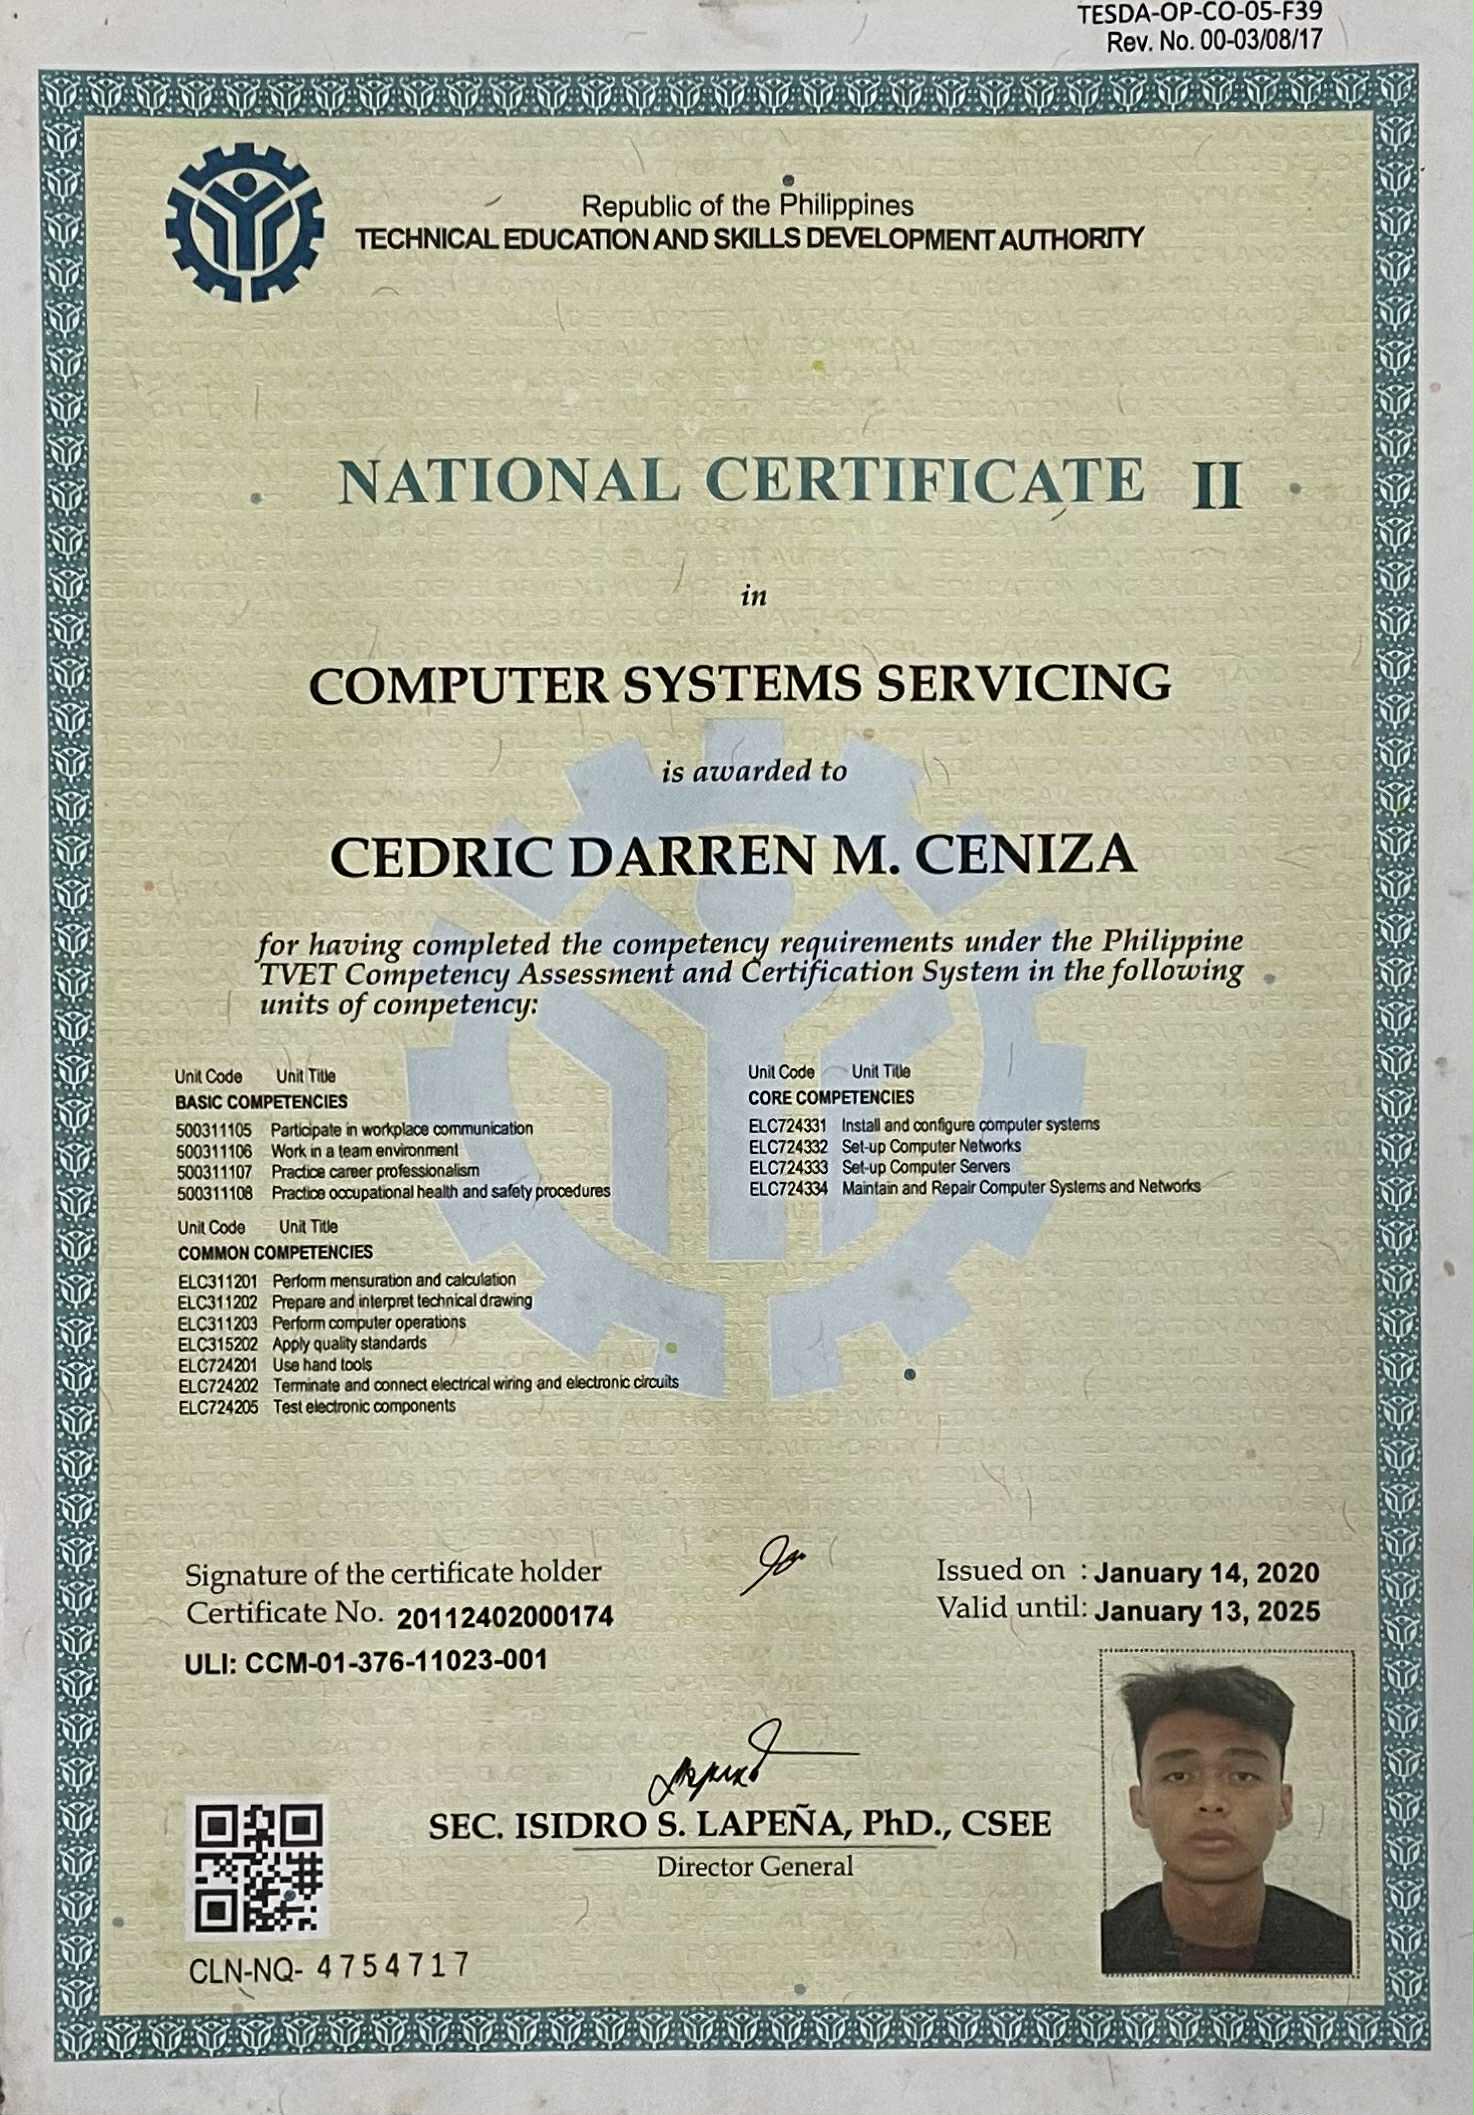 TESDA-OP-CO-05-F39
Rev. No. 00-03/08/17
Republic of the Philippines
TECHNICAL EDUCATION AND SKILLS DEVELOPMENT AUTHORITY
NATIONAL CERTIFICATE II
in
COMPUTER SYSTEMS SERVICING
is awarded to
CEDRIC DARREN M. CENIZA
for having completed the competency requirements under the Philippine
TVET Competency Assessment and Certification System in the following
units of competency:
Unit Code Unit Title
BASIC COMPETENCIES
500311105 Participate in workplace communication
500311106 Work in a team environment
500311107 Practice career professionalism
500311108 Practice occupational health and safety procedures
Unit Code Unit Title
COMMON COMPETENCIES
ELC311201 Perform mensuration and calculation
ELC311202 Prepare and interpret technical drawing
ELC311203 Perform computer operations
ELC315202 Apply quality standards
ELC724201 Use hand tools
ELC724202 Terminate and connect electrical wiring and electronic circuits
ELC724205 Test electronic components
Unit Code Unit Title
CORE COMPETENCIES
ELC724331 Install and configure computer systems
ELC724332 Set-up Computer Networks
ELC724333 Set-up Computer Servers
ELC724334 Maintain and Repair Computer Systems and Networks
Signature of the certificate holder
Certificate No. 20112402000174
ULI: CCM-01-376-11023-001
Issued on : January 14, 2020
Valid until: January 13, 2025
SEC. ISIDRO S. LAPEÑA, PhD., CSEE
Director General
CLN-NQ- 4754717